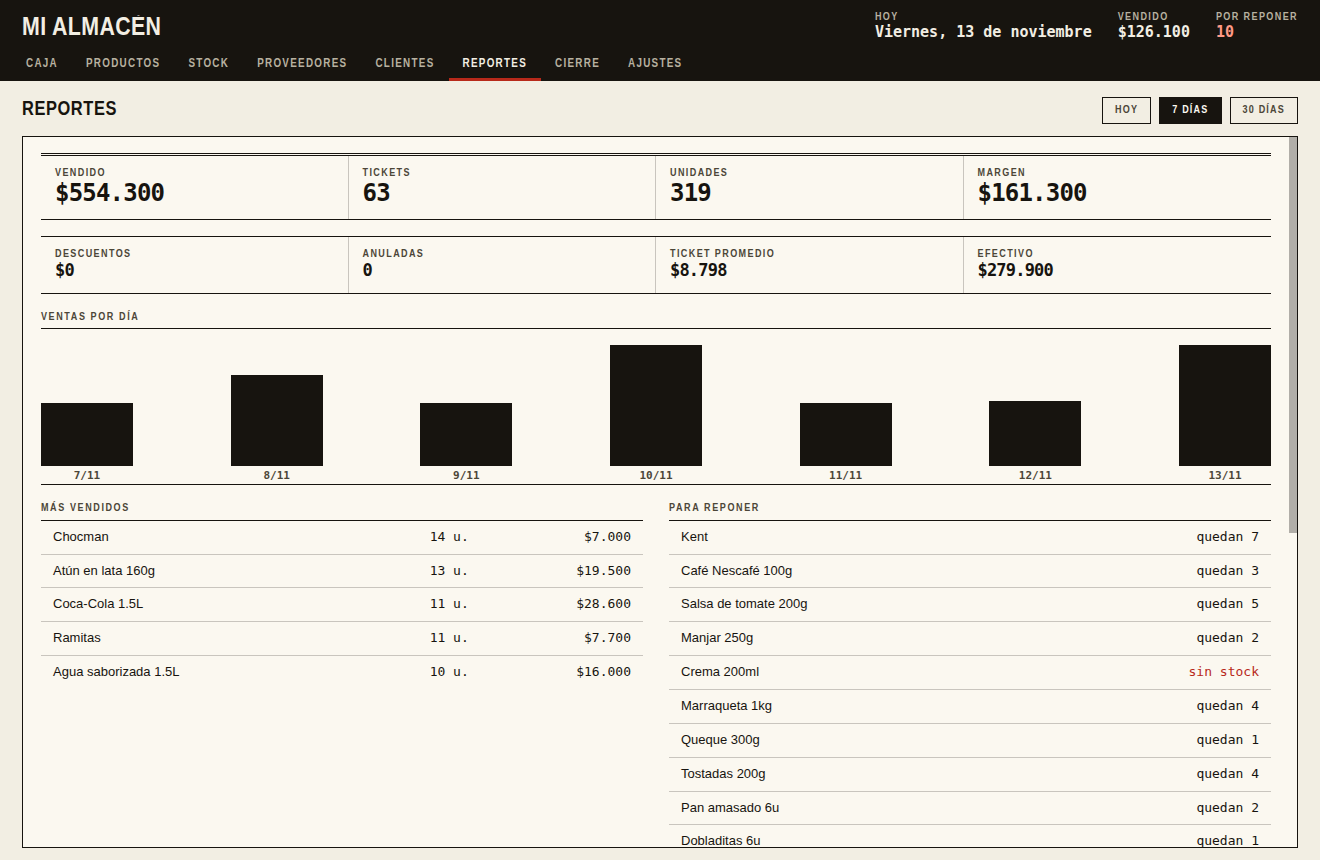 MI ALMACÉN
HOY
Viernes, 13 de noviembre
VENDIDO
$126.100
POR REPONER
10
CAJA PRODUCTOS STOCK PROVEEDORES CLIENTES REPORTES CIERRE AJUSTES
REPORTES
HOY 7 DÍAS 30 DÍAS
VENDIDO TICKETS UNIDADES MARGEN
$554.300 63 319 $161.300
DESCUENTOS ANULADAS TICKET PROMEDIO EFECTIVO
$0 0 $8.798 $279.900
VENTAS POR DÍA
7/11 8/11 9/11 10/11 11/11 12/11 13/11
MÁS VENDIDOS
Chocman 14 u. $7.000
Atún en lata 160g 13 u. $19.500
Coca-Cola 1.5L 11 u. $28.600
Ramitas 11 u. $7.700
Agua saborizada 1.5L 10 u. $16.000
PARA REPONER
Kent quedan 7
Café Nescafé 100g quedan 3
Salsa de tomate 200g quedan 5
Manjar 250g quedan 2
Crema 200ml sin stock
Marraqueta 1kg quedan 4
Queque 300g quedan 1
Tostadas 200g quedan 4
Pan amasado 6u quedan 2
Dobladitas 6u quedan 1